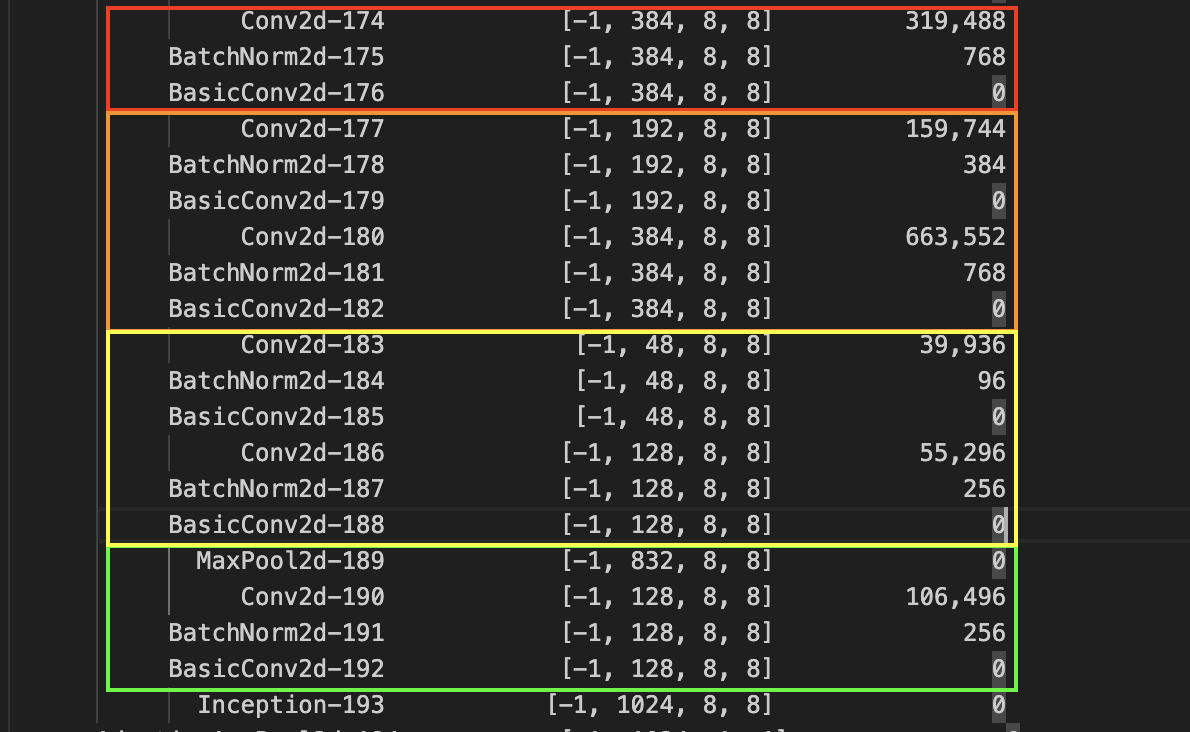 Conv2d-174 [-1, 384, 8, 8] 319,488
BatchNorm2d-175 [-1, 384, 8, 8] 768
BasicConv2d-176 [-1, 384, 8, 8] 0
Conv2d-177 [-1, 192, 8, 8] 159,744
BatchNorm2d-178 [-1, 192, 8, 8] 384
BasicConv2d-179 [-1, 192, 8, 8] 0
Conv2d-180 [-1, 384, 8, 8] 663,552
BatchNorm2d-181 [-1, 384, 8, 8] 768
BasicConv2d-182 [-1, 384, 8, 8] 0
Conv2d-183 [-1, 48, 8, 8] 39,936
BatchNorm2d-184 [-1, 48, 8, 8] 96
BasicConv2d-185 [-1, 48, 8, 8] 0
Conv2d-186 [-1, 128, 8, 8] 55,296
BatchNorm2d-187 [-1, 128, 8, 8] 256
BasicConv2d-188 [-1, 128, 8, 8] 0
MaxPool2d-189 [-1, 832, 8, 8] 0
Conv2d-190 [-1, 128, 8, 8] 106,496
BatchNorm2d-191 [-1, 128, 8, 8] 256
BasicConv2d-192 [-1, 128, 8, 8] 0
Inception-193 [-1, 1024, 8, 8] 0